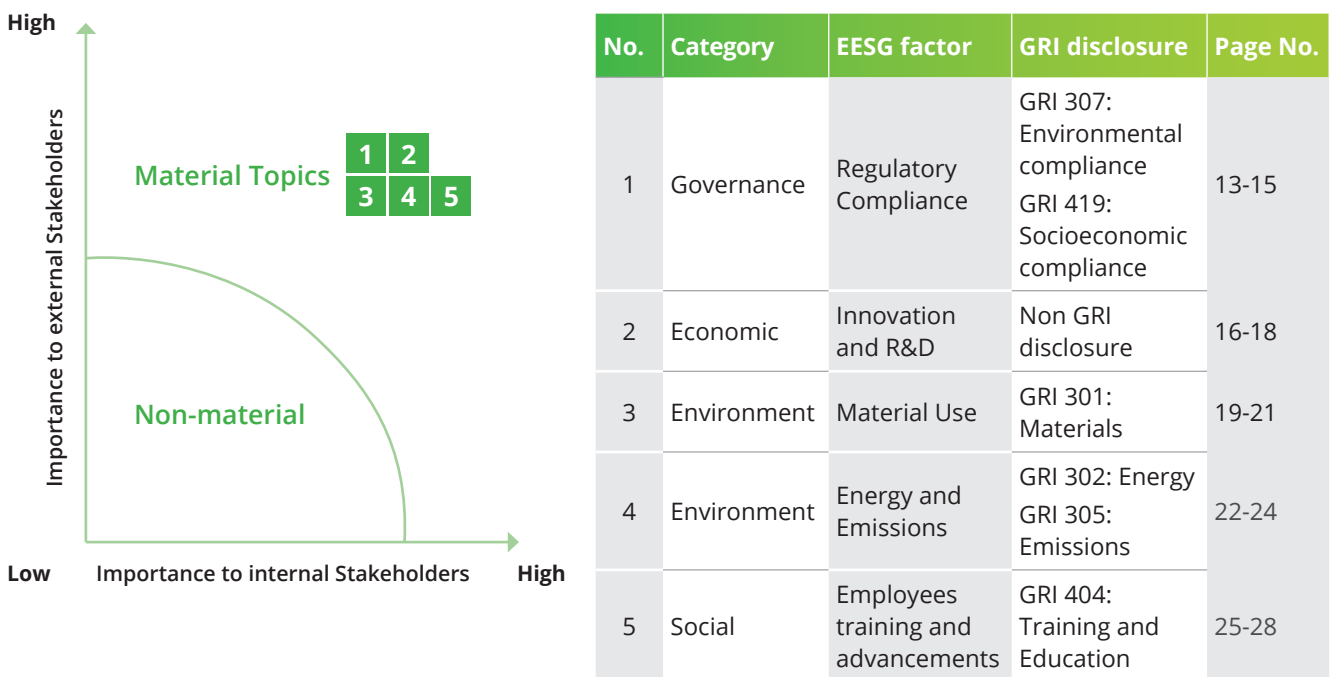 High
Importance to external Stakeholders
Material Topics
1 2
3 4 5
Non-material
Low
Importance to internal Stakeholders
High
No. Category EESG factor GRI disclosure Page No.
1
Governance
Regulatory
Compliance
GRI 307:
Environmental
compliance
GRI 419:
Socioeconomic
compliance
13-15
2
Economic
Innovation
and R&D
Non GRI
disclosure
16-18
3
Environment
Material Use
GRI 301:
Materials
19-21
4
Environment
Energy and
Emissions
GRI 302: Energy
GRI 305:
Emissions
22-24
5
Social
Employees
training and
advancements
GRI 404:
Training and
Education
25-28